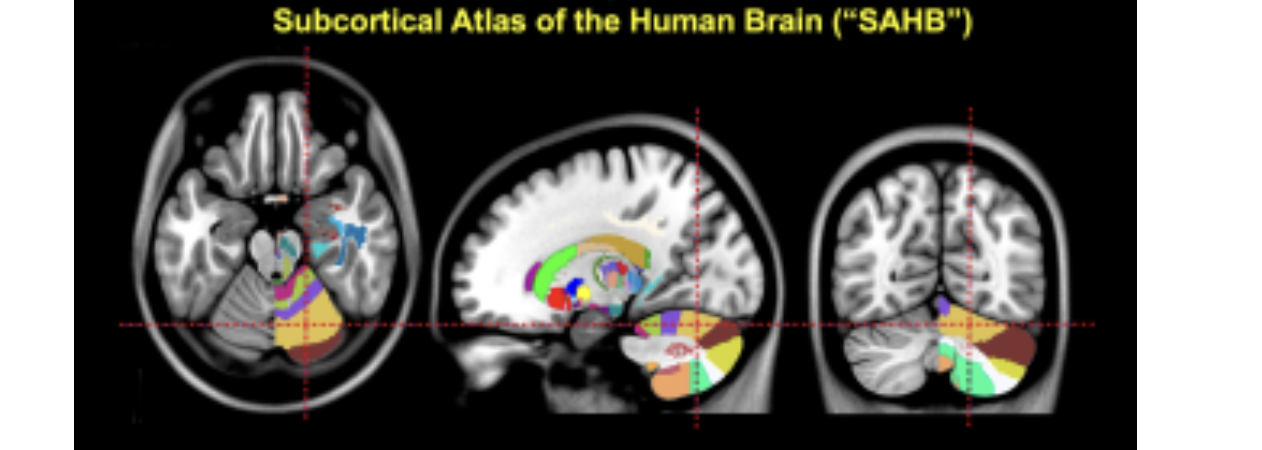 Subcortical Atlas of the Human Brain (“SAHB”)